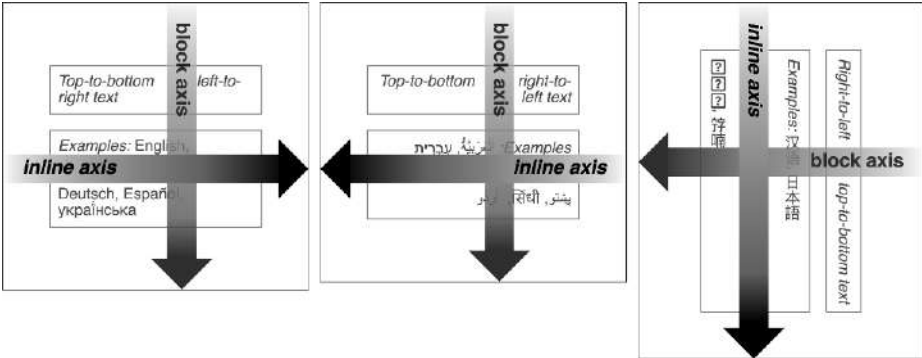 block axis
Top-to-bottom left-to-
right text
Examples: English,
inline axis
Deutsch, Español,
українська
block axis
Top-to-bottom right-to-
left text
Examples: עברית
inline axis
پښتو, सिंधी
inline axis
Right-to-left top-to-bottom text
Examples: 汉 日本語
block axis